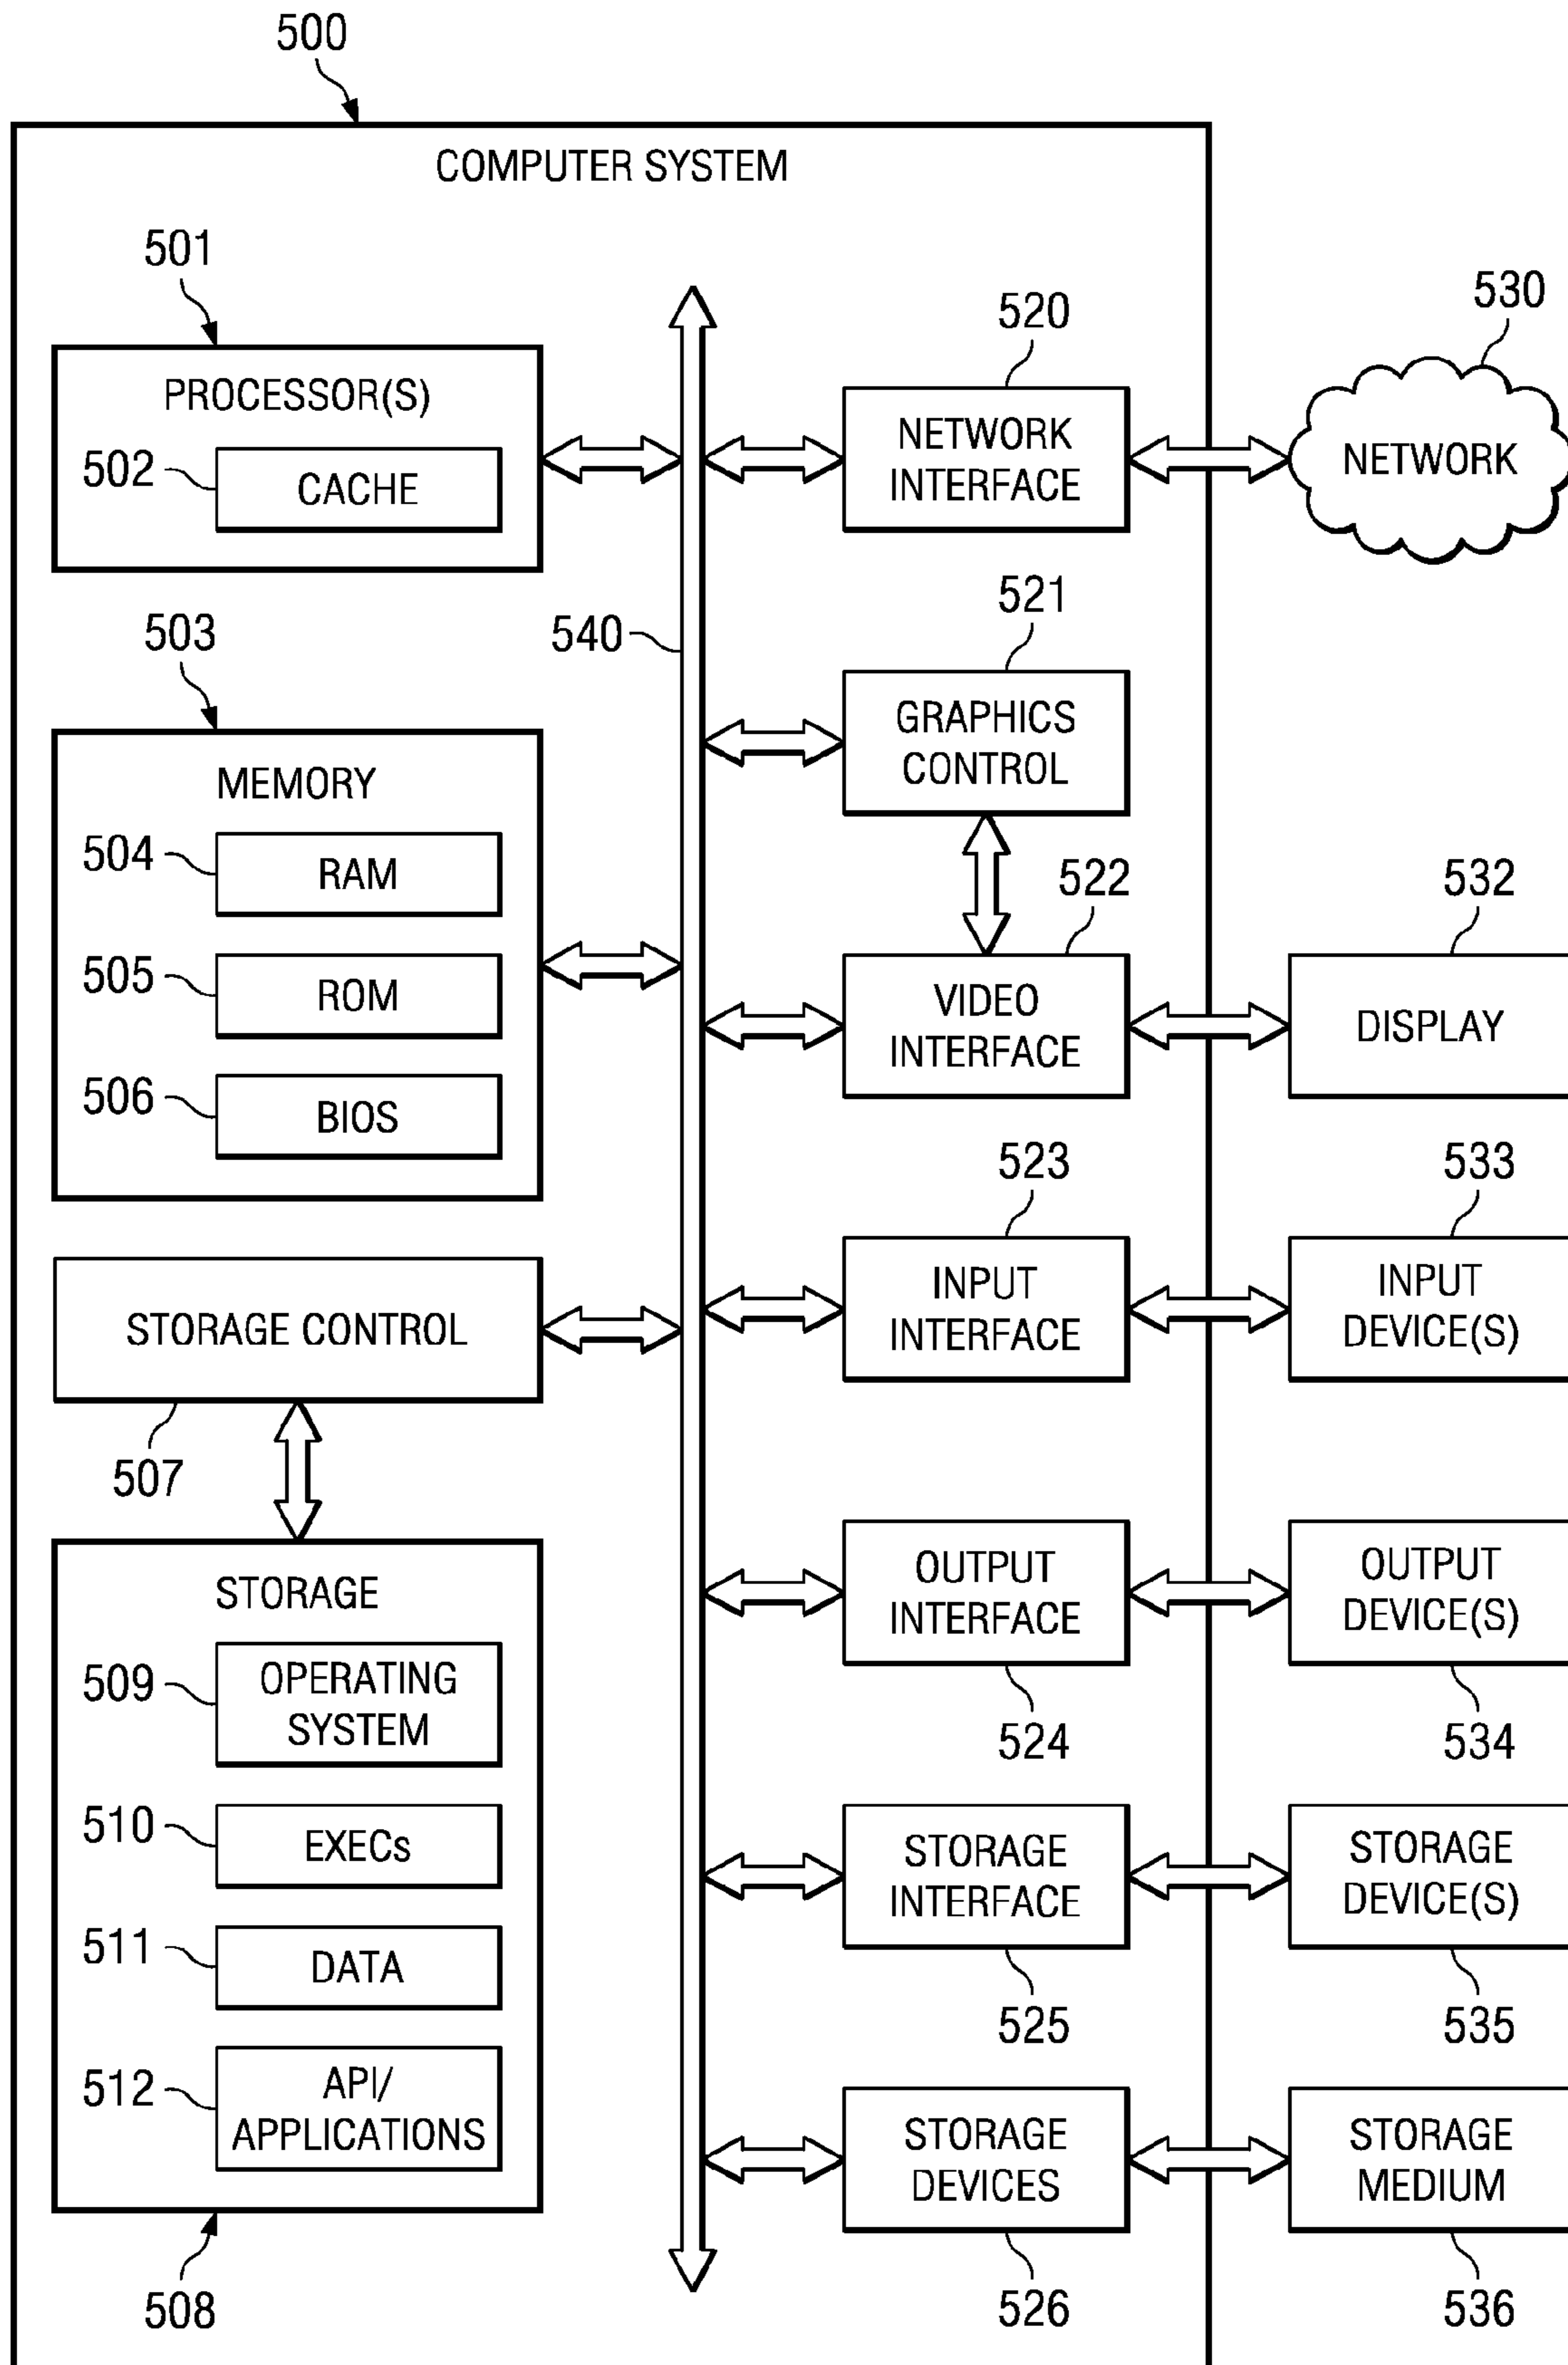 500
COMPUTER SYSTEM
501
PROCESSOR(S)
502
CACHE
503
MEMORY
504
RAM
505
ROM
506
BIOS
STORAGE CONTROL
507
STORAGE
509
OPERATING
SYSTEM
510
EXECs
511
DATA
512
API/
APPLICATIONS
508
540
520
NETWORK
INTERFACE
530
NETWORK
521
GRAPHICS
CONTROL
522
VIDEO
INTERFACE
532
DISPLAY
523
INPUT
INTERFACE
533
INPUT
DEVICE(S)
OUTPUT
INTERFACE
524
OUTPUT
DEVICE(S)
534
STORAGE
INTERFACE
525
STORAGE
DEVICE(S)
535
STORAGE
DEVICES
526
STORAGE
MEDIUM
536